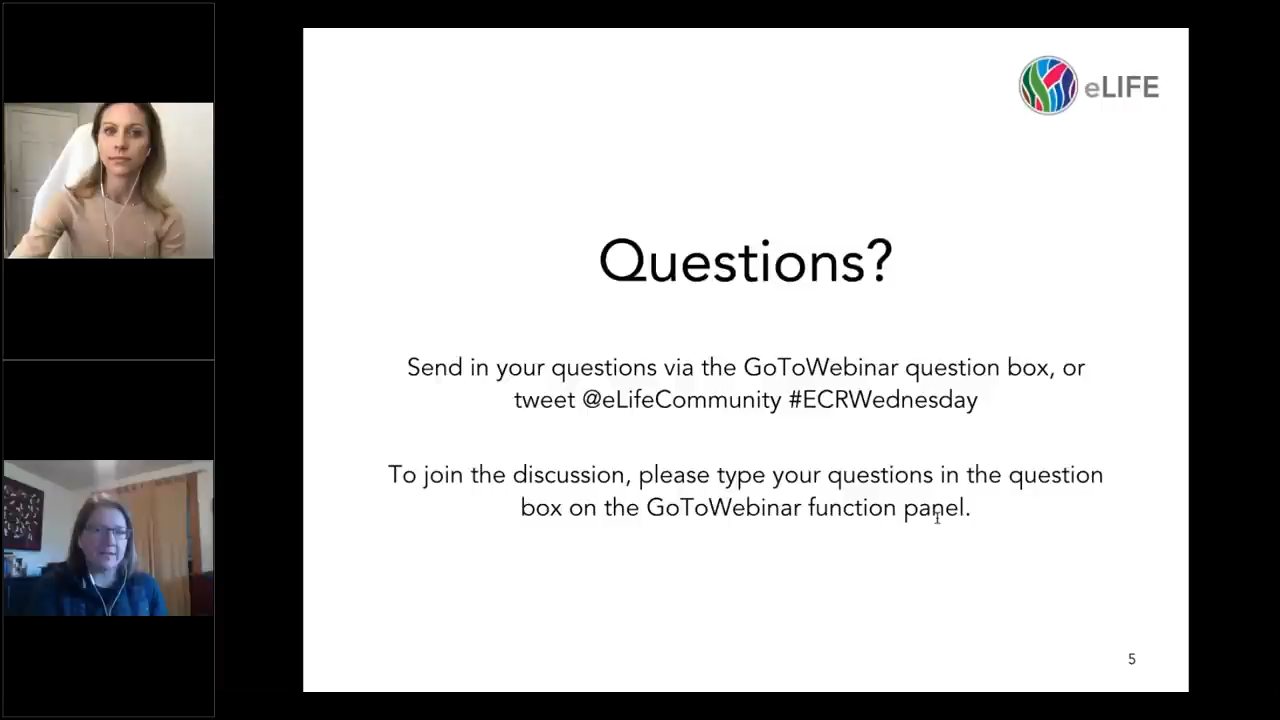 eLIFE
Questions?
Send in your questions via the GoToWebinar question box, or
tweet @eLifeCommunity #ECRWednesday
To join the discussion, please type your questions in the question
box on the GoToWebinar function panel.
5